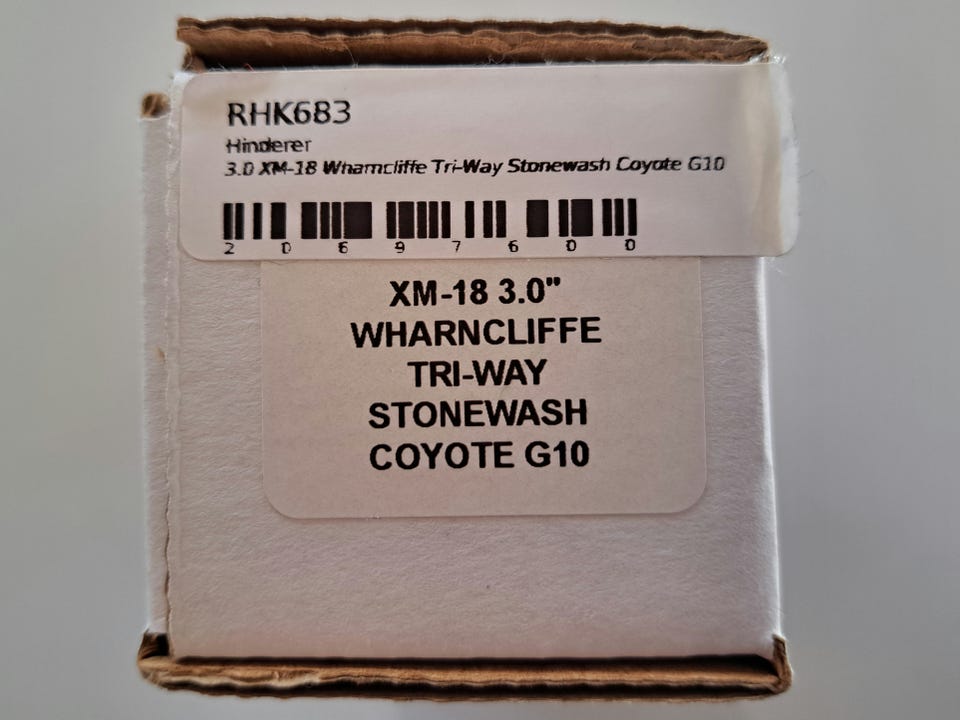 RHK683
Hinderer
3.0 XM-18 Wharncliffe Tri-Way Stonewash Coyote G10
2 0 6 9 7 6 0 0
XM-18 3.0"
WHARNCLIFFE
TRI-WAY
STONEWASH
COYOTE G10